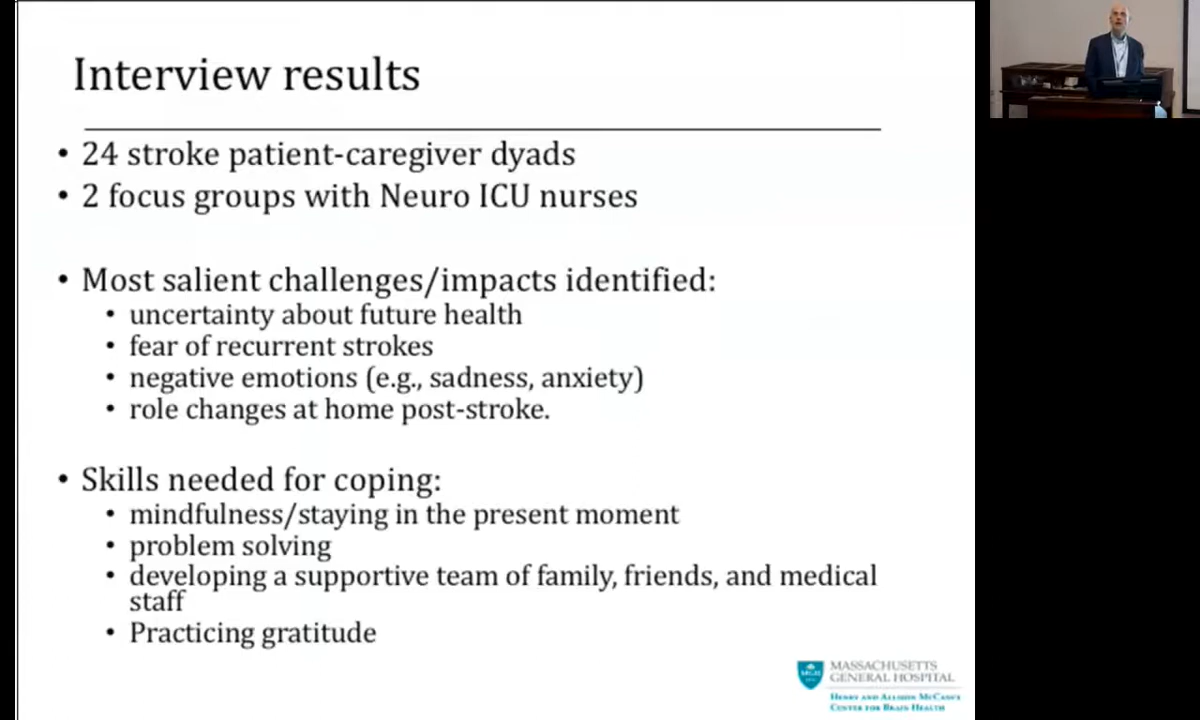 Interview results
• 24 stroke patient-caregiver dyads
• 2 focus groups with Neuro ICU nurses
• Most salient challenges/impacts identified:
• uncertainty about future health
• fear of recurrent strokes
• negative emotions (e.g., sadness, anxiety)
• role changes at home post-stroke.
• Skills needed for coping:
• mindfulness/staying in the present moment
• problem solving
• developing a supportive team of family, friends, and medical
staff
• Practicing gratitude
MASSACHUSETTS
GENERAL HOSPITAL
HENRY AND ALLISON MCCANCE
CENTER FOR BRAIN HEALTH